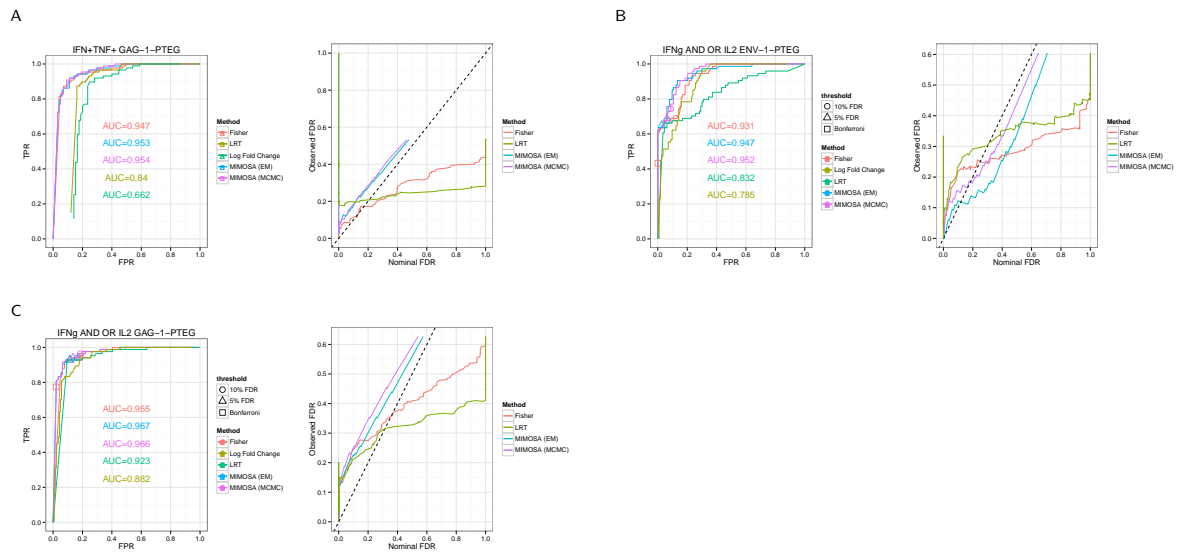 A
IFN+TNF+ GAG−1−PTEG
TPR
1.0
0.8
0.6
0.4
0.2
0.0
AUC=0.947
AUC=0.953
AUC=0.954
AUC=0.84
AUC=0.662
0.0 0.2 0.4 0.6 0.8 1.0
FPR
Method
Fisher
LRT
Log Fold Change
MIMOSA (EM)
MIMOSA (MCMC)
Observed FDR
1.0
0.8
0.6
0.4
0.2
0.0
0.0 0.2 0.4 0.6 0.8 1.0
Nominal FDR
Method
Fisher
LRT
MIMOSA (EM)
MIMOSA (MCMC)
B
IFNg AND OR IL2 ENV−1−PTEG
TPR
1.0
0.8
0.6
0.4
0.2
0.0
AUC=0.931
AUC=0.947
AUC=0.952
AUC=0.832
AUC=0.785
0.0 0.2 0.4 0.6 0.8 1.0
FPR
threshold
10% FDR
5% FDR
Bonferroni
Method
Fisher
Log Fold Change
LRT
MIMOSA (EM)
MIMOSA (MCMC)
Observed FDR
0.6
0.5
0.4
0.3
0.2
0.1
0.0
0.0 0.2 0.4 0.6 0.8 1.0
Nominal FDR
Method
Fisher
LRT
MIMOSA (EM)
MIMOSA (MCMC)
C
IFNg AND OR IL2 GAG−1−PTEG
TPR
1.0
0.8
0.6
0.4
0.2
0.0
AUC=0.955
AUC=0.967
AUC=0.966
AUC=0.923
AUC=0.882
0.0 0.2 0.4 0.6 0.8 1.0
FPR
threshold
10% FDR
5% FDR
Bonferroni
Method
Fisher
Log Fold Change
LRT
MIMOSA (EM)
MIMOSA (MCMC)
Observed FDR
0.6
0.5
0.4
0.3
0.2
0.1
0.0
0.0 0.2 0.4 0.6 0.8 1.0
Nominal FDR
Method
Fisher
LRT
MIMOSA (EM)
MIMOSA (MCMC)